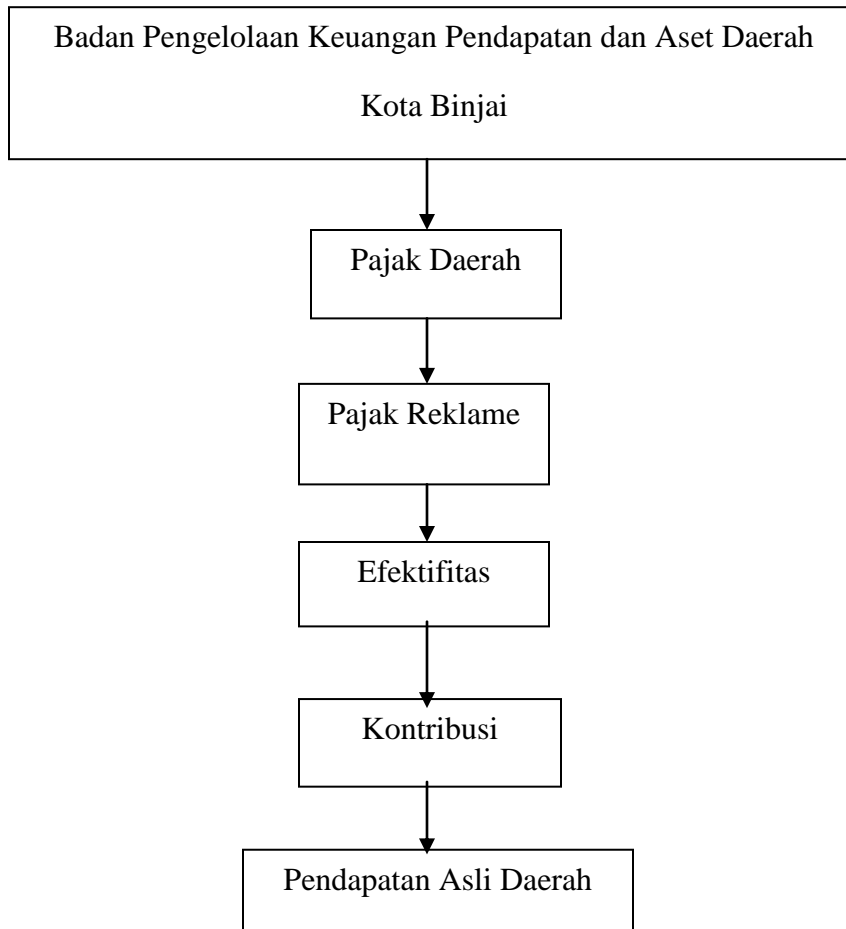 Badan Pengelolaan Keuangan Pendapatan dan Aset Daerah
Kota Binjai
Pajak Daerah
Pajak Reklame
Efektifitas
Kontribusi
Pendapatan Asli Daerah